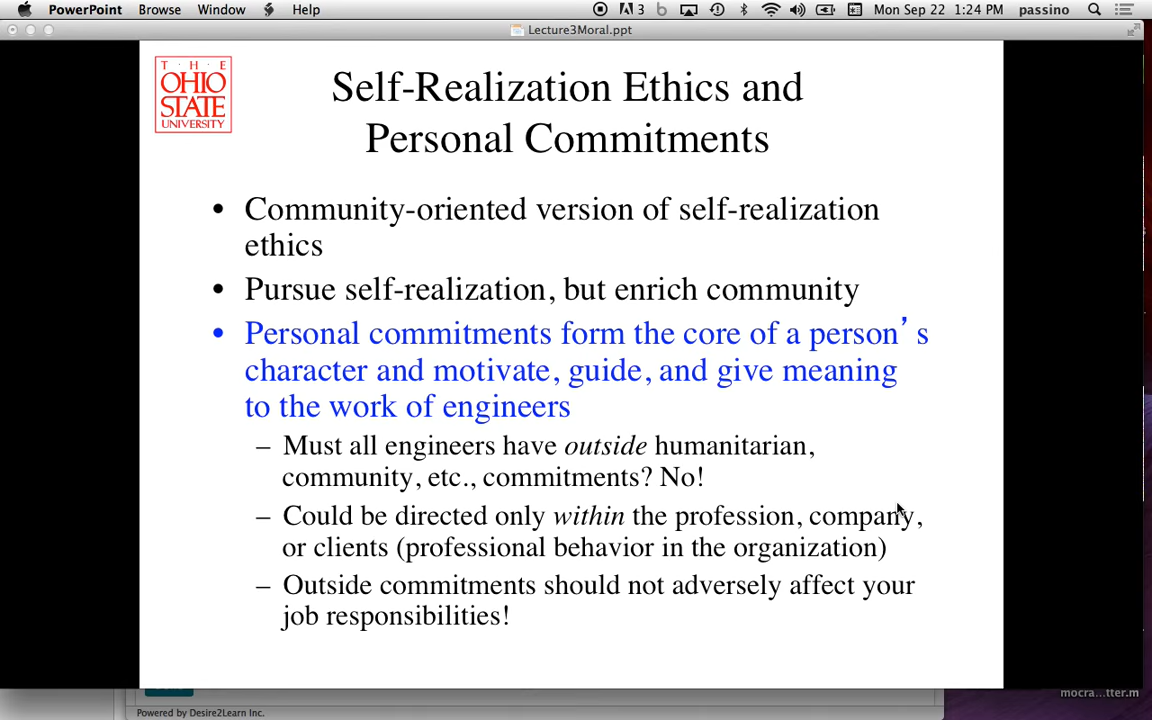 PowerPoint Browse Window Help 3 Mon Sep 22 1:24 PM passino
Lecture3Moral.ppt
T · H · E
OHIO
STATE
UNIVERSITY
Self-Realization Ethics and
Personal Commitments
• Community-oriented version of self-realization
ethics
• Pursue self-realization, but enrich community
• Personal commitments form the core of a person’s
character and motivate, guide, and give meaning
to the work of engineers
– Must all engineers have outside humanitarian,
community, etc., commitments? No!
– Could be directed only within the profession, company,
or clients (professional behavior in the organization)
– Outside commitments should not adversely affect your
job responsibilities!
mocra...tter.m
Powered by Desire2Learn Inc.